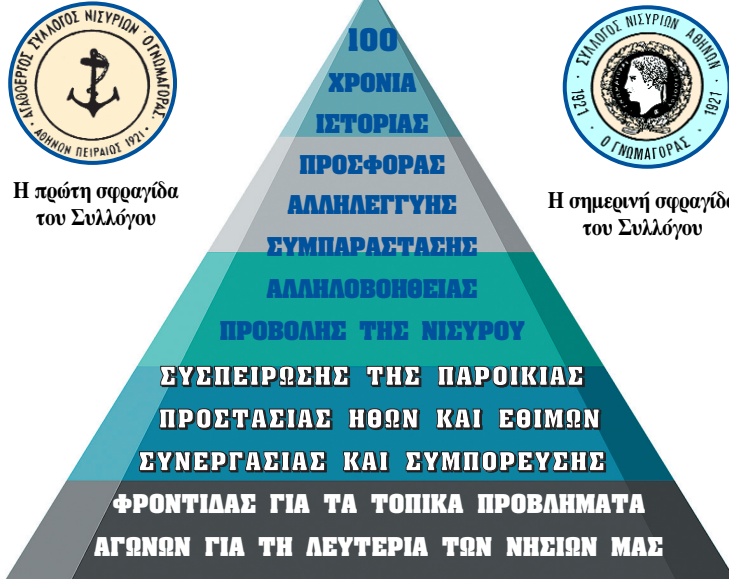 ΑΓΑΘΟΕΡΓΟΣ ΣΥΛΛΟΓΟΣ ΝΙΣΥΡΙΩΝ · Ο ΓΝΩΜΑΓΟΡΑΣ ·
ΑΘΗΝΩΝ ΠΕΙΡΑΙΩΣ 1921
Η πρώτη σφραγίδα
του Συλλόγου
ΣΥΛΛΟΓΟΣ ΝΙΣΥΡΙΩΝ ΑΘΗΝΩΝ
· 1921 · Ο ΓΝΩΜΑΓΟΡΑΣ · 1921 ·
Η σημερινή σφραγίδα
του Συλλόγου
100
ΧΡΟΝΙΑ
ΙΣΤΟΡΙΑΣ
ΠΡΟΣΦΟΡΑΣ
ΑΛΛΗΛΕΓΓΥΗΣ
ΣΥΜΠΑΡΑΣΤΑΣΗΣ
ΑΛΛΗΛΟΒΟΗΘΕΙΑΣ
ΠΡΟΒΟΛΗΣ ΤΗΣ ΝΙΣΥΡΟΥ
ΣΥΣΠΕΙΡΩΣΗΣ ΤΗΣ ΠΑΡΟΙΚΙΑΣ
ΠΡΟΣΤΑΣΙΑΣ ΗΘΩΝ ΚΑΙ ΕΘΙΜΩΝ
ΣΥΝΕΡΓΑΣΙΑΣ ΚΑΙ ΣΥΜΠΟΡΕΥΣΗΣ
ΦΡΟΝΤΙΔΑΣ ΓΙΑ ΤΑ ΤΟΠΙΚΑ ΠΡΟΒΛΗΜΑΤΑ
ΑΓΩΝΩΝ ΓΙΑ ΤΗ ΛΕΥΤΕΡΙΑ ΤΩΝ ΝΗΣΙΩΝ ΜΑΣ